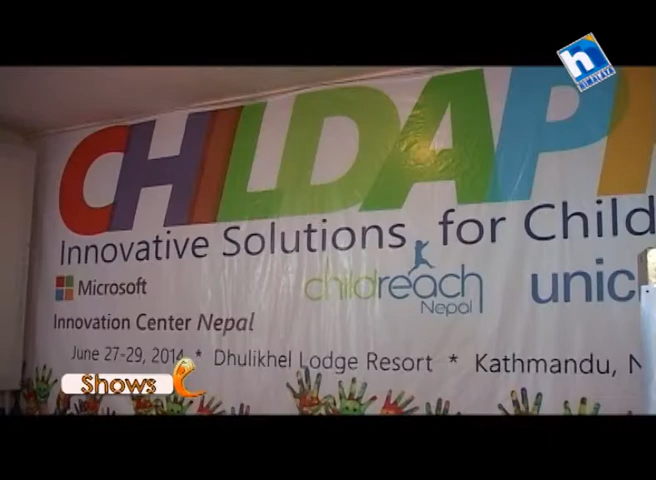 h
HIMALAYA
CHILDAPP
Innovative Solutions for Child
Microsoft
childreach
Nepal
unic
Innovation Center Nepal
June 27-29, 2014 * Dhulikhel Lodge Resort * Kathmandu, N
Shows